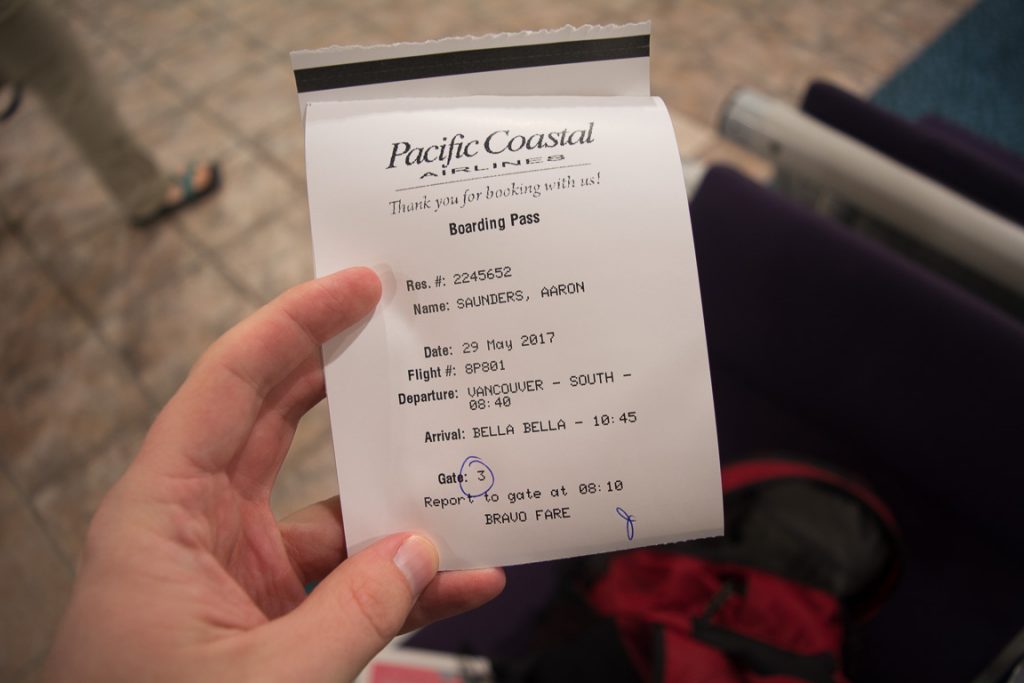 Pacific Coastal
AIRLINES
Thank you for booking with us!
Boarding Pass
Res. #: 2245652
Name: SAUNDERS, AARON
Date: 29 May 2017
Flight #: 8P801
Departure: VANCOUVER - SOUTH -
08:40
Arrival: BELLA BELLA - 10:45
Gate: 3
Report to gate at 08:10
BRAVO FARE